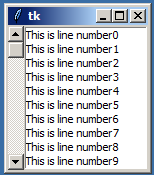 tk
This is line number0
This is line number1
This is line number2
This is line number3
This is line number4
This is line number5
This is line number6
This is line number7
This is line number8
This is line number9